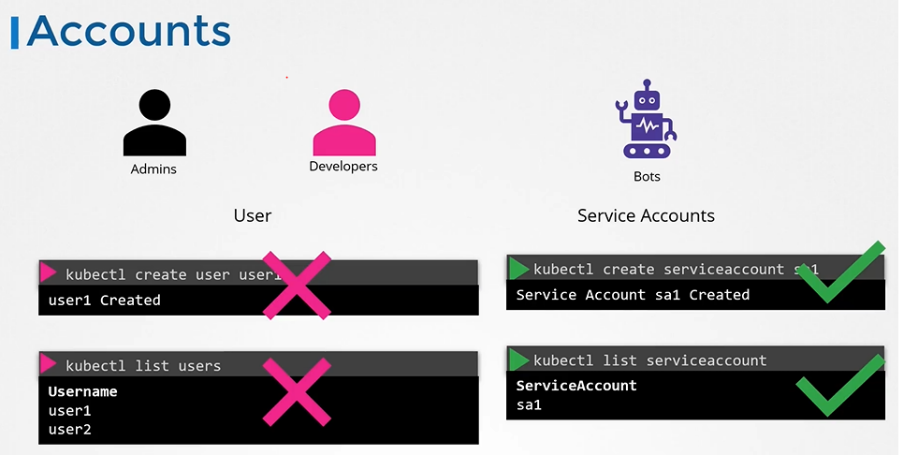 Accounts
Admins
Developers
Bots
User
Service Accounts
kubectl create user user1
user1 Created
kubectl create serviceaccount sa1
Service Account sa1 Created
kubectl list users
Username
user1
user2
kubectl list serviceaccount
ServiceAccount
sa1